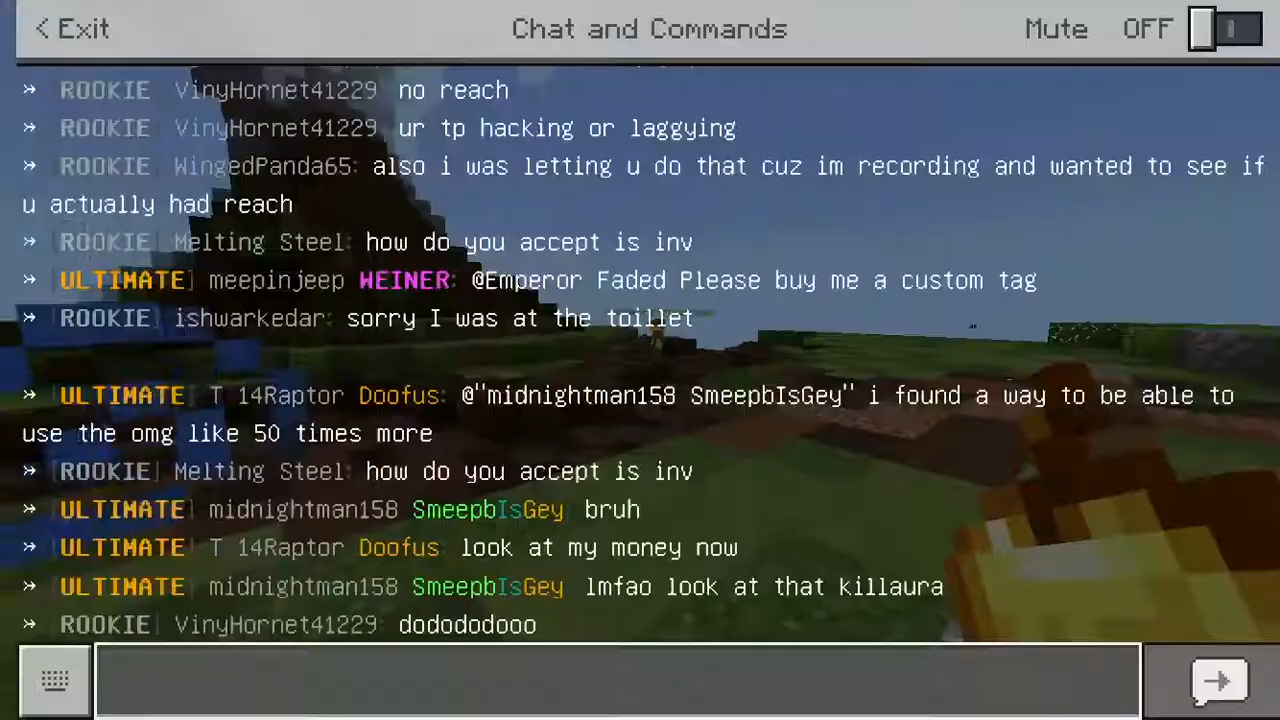 < Exit Chat and Commands Mute OFF
» [ROOKIE] VinyHornet41229: no reach
» [ROOKIE] VinyHornet41229: ur tp hacking or laggying
» [ROOKIE] WingedPanda65: also i was letting u do that cuz im recording and wanted to see if
u actually had reach
» [ROOKIE] Melting Steel: how do you accept is inv
» [ULTIMATE] meepinjeep WEINER: @Emperor Faded Please buy me a custom tag
» [ROOKIE] ishwarkedar: sorry I was at the toillet
» [ULTIMATE] T 14Raptor Doofus: @"midnightman158 SmeepbIsGey" i found a way to be able to
use the omg like 50 times more
» [ROOKIE] Melting Steel: how do you accept is inv
» [ULTIMATE] midnightman158 SmeepbIsGey: bruh
» [ULTIMATE] T 14Raptor Doofus: look at my money now
» [ULTIMATE] midnightman158 SmeepbIsGey: lmfao look at that killaura
» [ROOKIE] VinyHornet41229: dodododooo